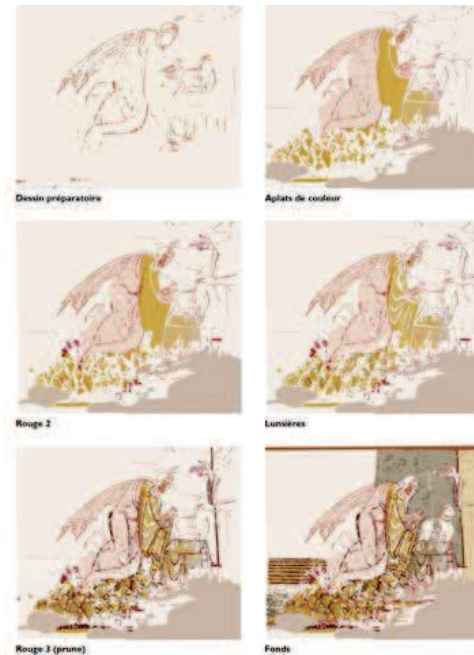 Dessin préparatoire
Aplats de couleur
Rouge 2
Lumières
Rouge 3 (prune)
Fonds